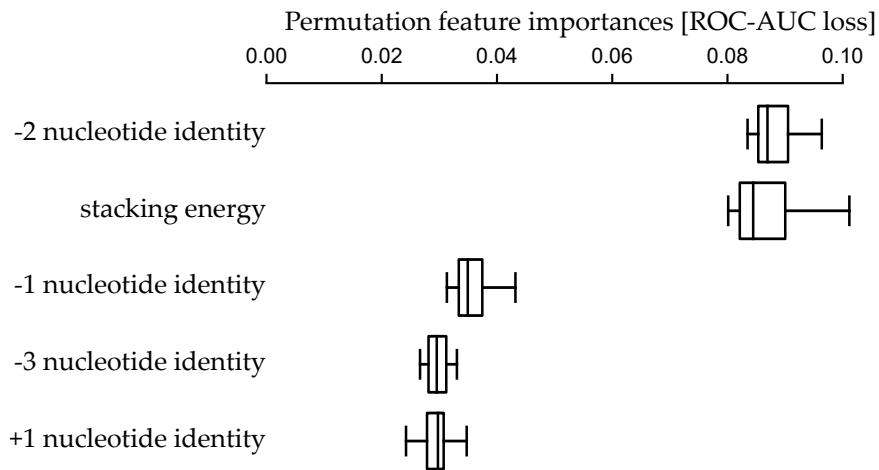 Permutation feature importances [ROC-AUC loss]
0.00 0.02 0.04 0.06 0.08 0.10
-2 nucleotide identity
stacking energy
-1 nucleotide identity
-3 nucleotide identity
+1 nucleotide identity